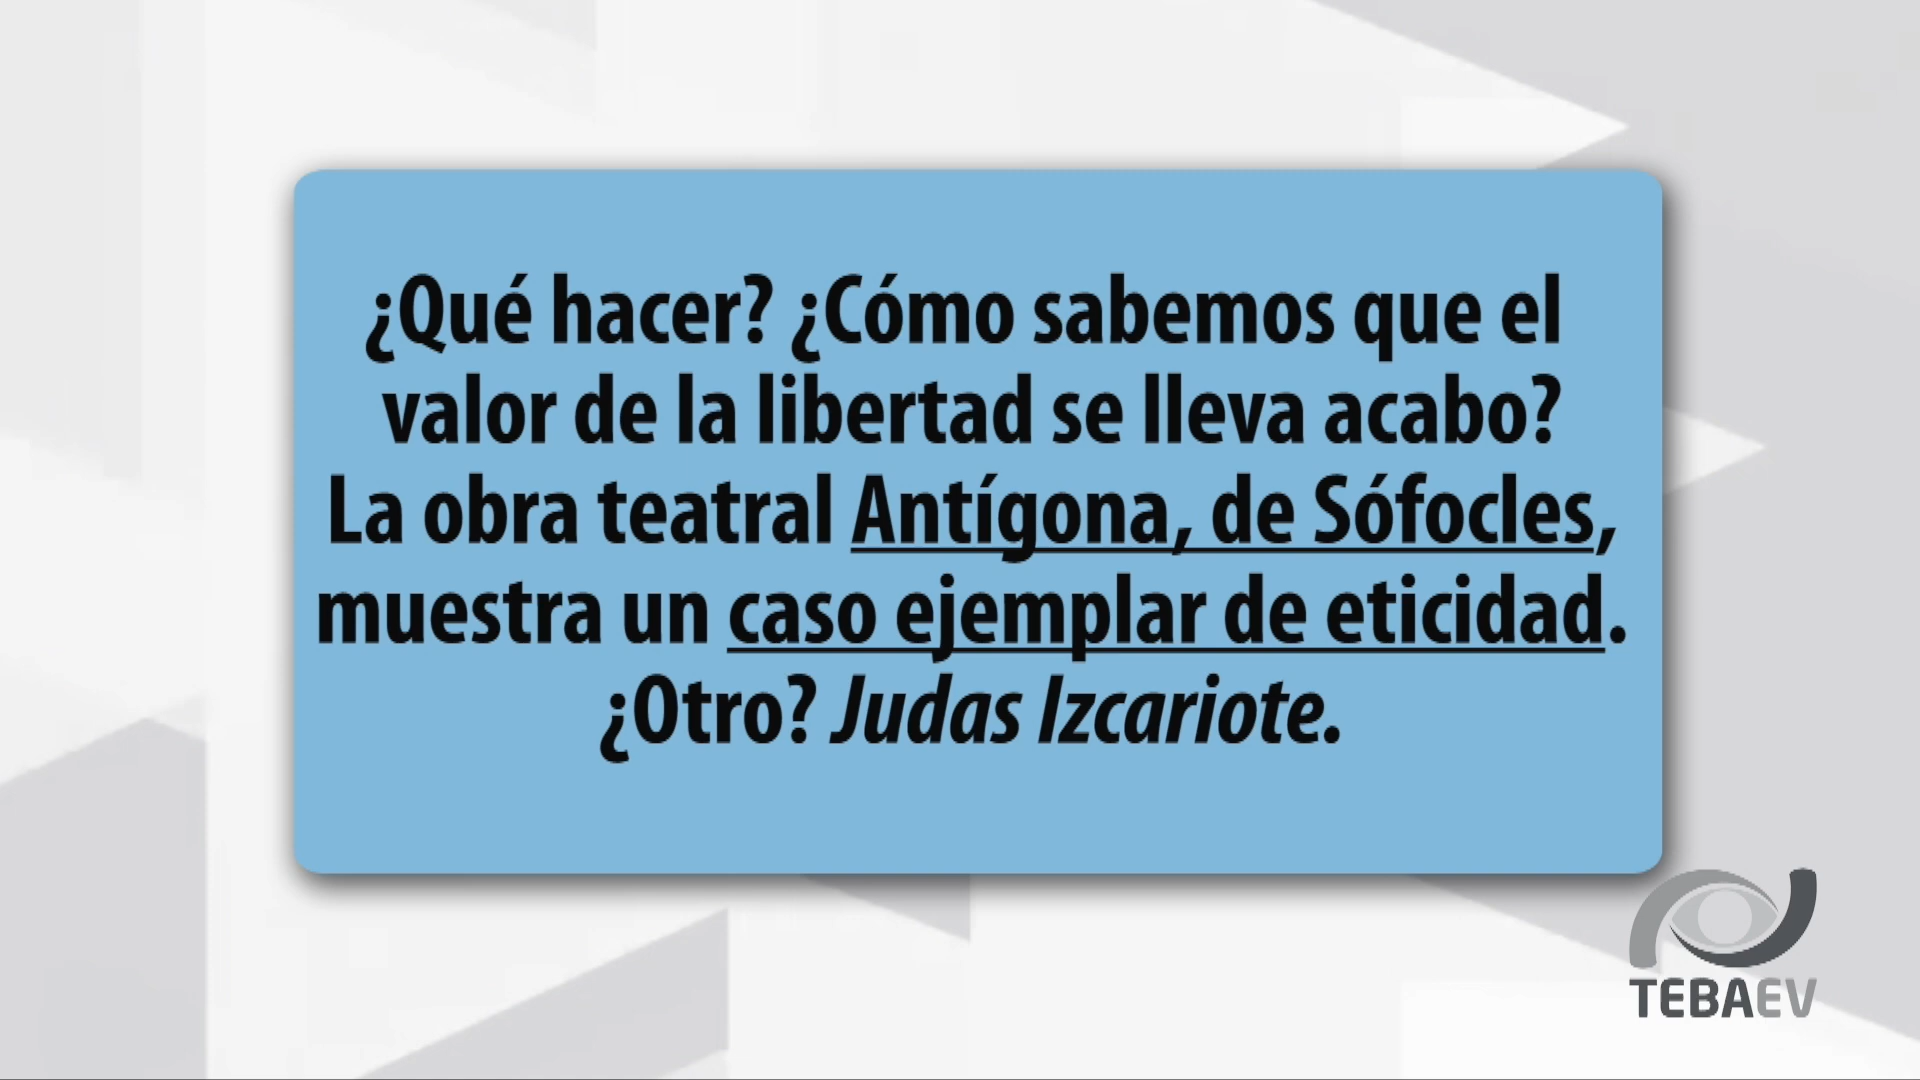 ¿Qué hacer? ¿Cómo sabemos que el
valor de la libertad se lleva acabo?
La obra teatral Antígona, de Sófocles,
muestra un caso ejemplar de eticidad.
¿Otro? Judas Izcariote.
TEBAEV